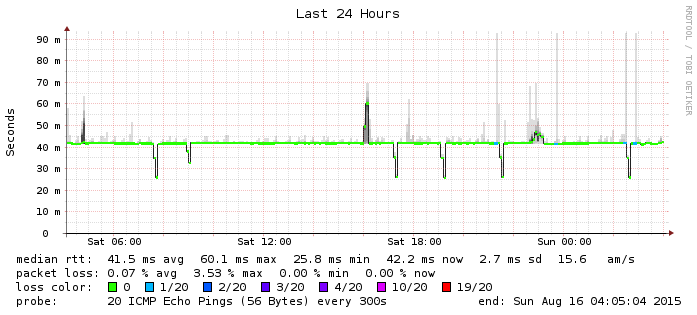 Last 24 Hours
RRDTOOL / TOBI OETIKER
Seconds
90 m
80 m
70 m
60 m
50 m
40 m
30 m
20 m
10 m
0
Sat 06:00 Sat 12:00 Sat 18:00 Sun 00:00
median rtt: 41.5 ms avg 60.1 ms max 25.8 ms min 42.2 ms now 2.7 ms sd 15.6 am/s
packet loss: 0.07 % avg 3.53 % max 0.00 % min 0.00 % now
loss color: 0 1/20 2/20 3/20 4/20 10/20 19/20
probe: 20 ICMP Echo Pings (56 Bytes) every 300s end: Sun Aug 16 04:05:04 2015